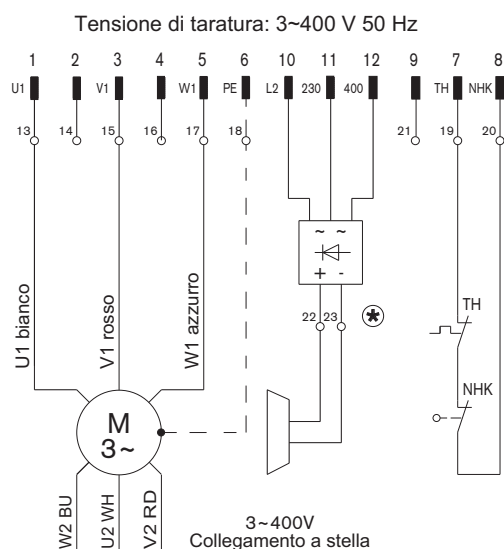 Tensione di taratura: 3~400 V 50 Hz
1 2 3 4 5 6 10 11 12 9 7 8
U1 V1 W1 PE L2 230 400 TH NHK
13 14 15 16 17 18 21 19 20
U1 bianco
V1 rosso
W1 azzurro
~ ~
+ -
22 23 *
TH
NHK
M
3~
W2 BU
U2 WH
V2 RD
3~400V
Collegamento a stella